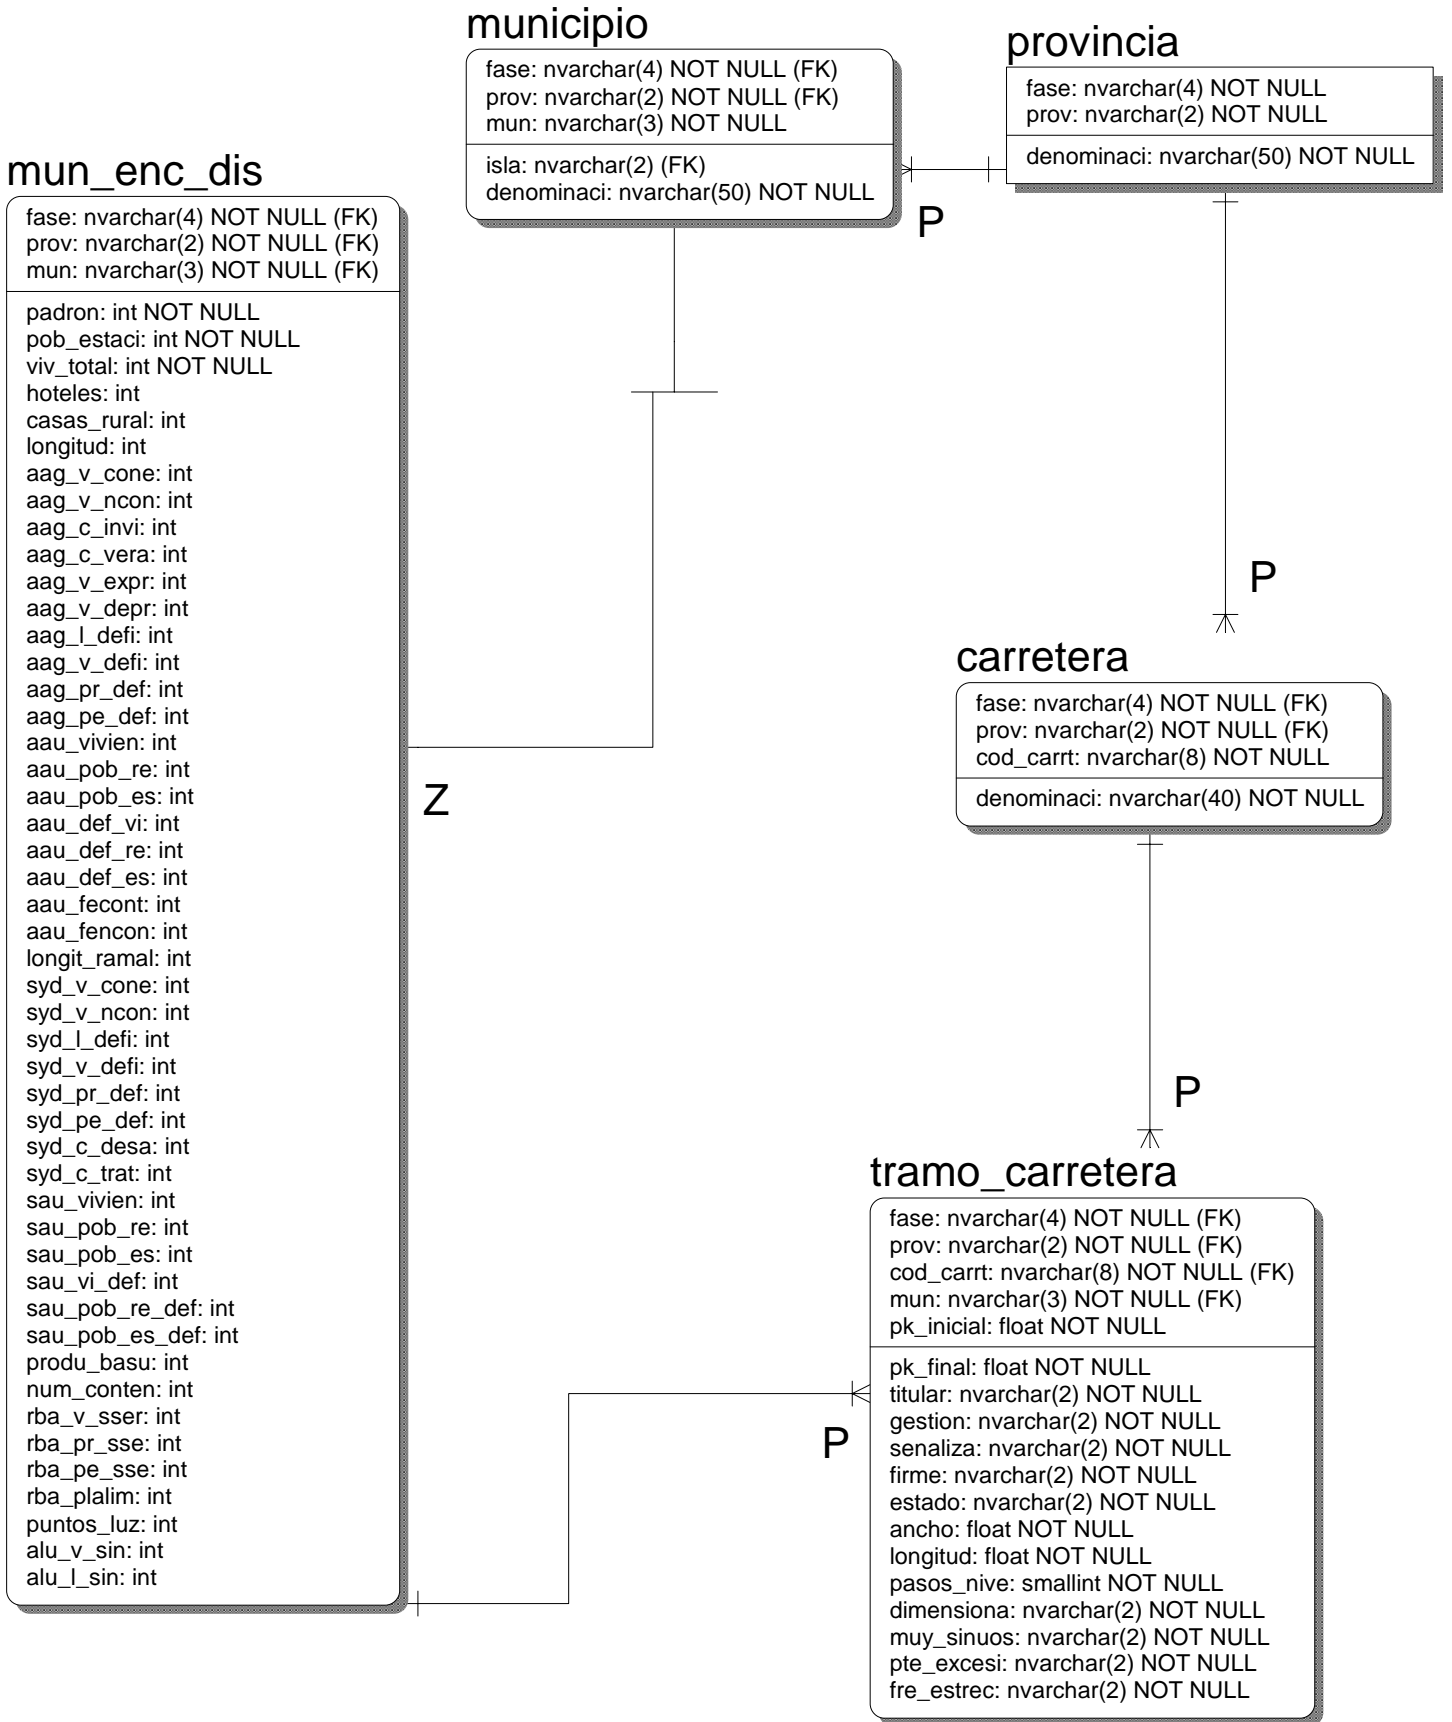 municipio
fase: nvarchar(4) NOT NULL (FK)
prov: nvarchar(2) NOT NULL (FK)
mun: nvarchar(3) NOT NULL
isla: nvarchar(2) (FK)
denominaci: nvarchar(50) NOT NULL
P
provincia
fase: nvarchar(4) NOT NULL
prov: nvarchar(2) NOT NULL
denominaci: nvarchar(50) NOT NULL
P
mun_enc_dis
fase: nvarchar(4) NOT NULL (FK)
prov: nvarchar(2) NOT NULL (FK)
mun: nvarchar(3) NOT NULL (FK)
padron: int NOT NULL
pob_estaci: int NOT NULL
viv_total: int NOT NULL
hoteles: int
casas_rural: int
longitud: int
aag_v_cone: int
aag_v_ncon: int
aag_c_invi: int
aag_c_vera: int
aag_v_expr: int
aag_v_depr: int
aag_l_defi: int
aag_v_defi: int
aag_pr_def: int
aag_pe_def: int
aau_vivien: int
aau_pob_re: int
aau_pob_es: int
aau_def_vi: int
aau_def_re: int
aau_def_es: int
aau_fecont: int
aau_fencon: int
longit_ramal: int
syd_v_cone: int
syd_v_ncon: int
syd_l_defi: int
syd_v_defi: int
syd_pr_def: int
syd_pe_def: int
syd_c_desa: int
syd_c_trat: int
sau_vivien: int
sau_pob_re: int
sau_pob_es: int
sau_vi_def: int
sau_pob_re_def: int
sau_pob_es_def: int
produ_basu: int
num_conten: int
rba_v_sser: int
rba_pr_sse: int
rba_pe_sse: int
rba_plalim: int
puntos_luz: int
alu_v_sin: int
alu_l_sin: int
Z
carretera
fase: nvarchar(4) NOT NULL (FK)
prov: nvarchar(2) NOT NULL (FK)
cod_carrt: nvarchar(8) NOT NULL
denominaci: nvarchar(40) NOT NULL
P
tramo_carretera
fase: nvarchar(4) NOT NULL (FK)
prov: nvarchar(2) NOT NULL (FK)
cod_carrt: nvarchar(8) NOT NULL (FK)
mun: nvarchar(3) NOT NULL (FK)
pk_inicial: float NOT NULL
pk_final: float NOT NULL
titular: nvarchar(2) NOT NULL
gestion: nvarchar(2) NOT NULL
senaliza: nvarchar(2) NOT NULL
firme: nvarchar(2) NOT NULL
estado: nvarchar(2) NOT NULL
ancho: float NOT NULL
longitud: float NOT NULL
pasos_nive: smallint NOT NULL
dimensiona: nvarchar(2) NOT NULL
muy_sinuos: nvarchar(2) NOT NULL
pte_excesi: nvarchar(2) NOT NULL
fre_estrec: nvarchar(2) NOT NULL
P